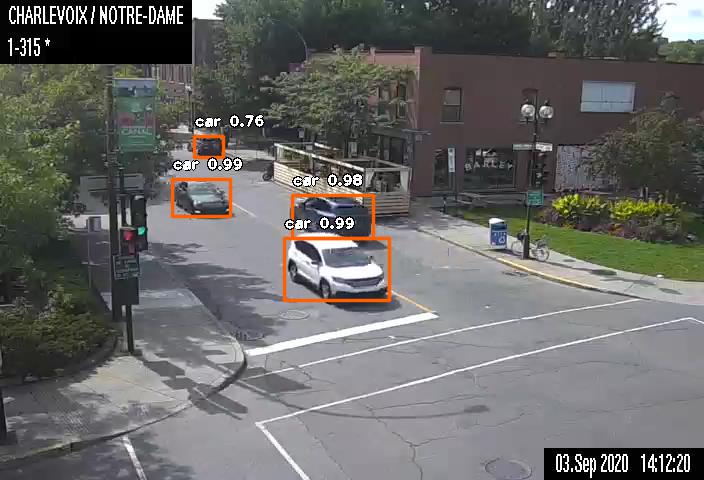 CHARLEVOIX / NOTRE-DAME
1-315 *
car 0.76
car 0.99
car 0.98
car 0.99
CANAL
03.Sep 2020 14:12:20